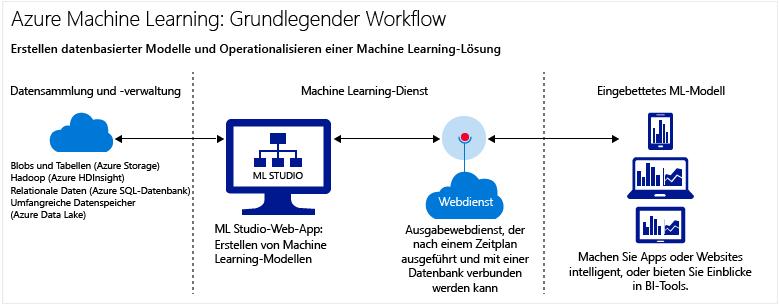 Azure Machine Learning: Grundlegender Workflow
Erstellen datenbasierter Modelle und Operationalisieren einer Machine Learning-Lösung
Datensammlung und -verwaltung
Blobs und Tabellen (Azure Storage)
Hadoop (Azure HDInsight)
Relationale Daten (Azure SQL-Datenbank)
Umfangreiche Datenspeicher
(Azure Data Lake)
Machine Learning-Dienst
ML STUDIO
ML Studio-Web-App:
Erstellen von Machine
Learning-Modellen
Webdienst
Ausgabewebdienst, der
nach einem Zeitplan
ausgeführt und mit einer
Datenbank verbunden
werden kann
Eingebettetes ML-Modell
Machen Sie Apps oder Websites
intelligent, oder bieten Sie Einblicke
in BI-Tools.